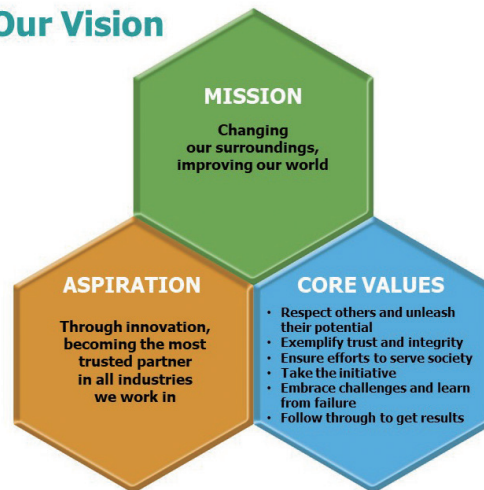 Our Vision
MISSION
Changing
our surroundings,
improving our world
ASPIRATION
Through innovation,
becoming the most
trusted partner
in all industries
we work in
CORE VALUES
• Respect others and unleash
their potential
• Exemplify trust and integrity
• Ensure efforts to serve society
• Take the initiative
• Embrace challenges and learn
from failure
• Follow through to get results